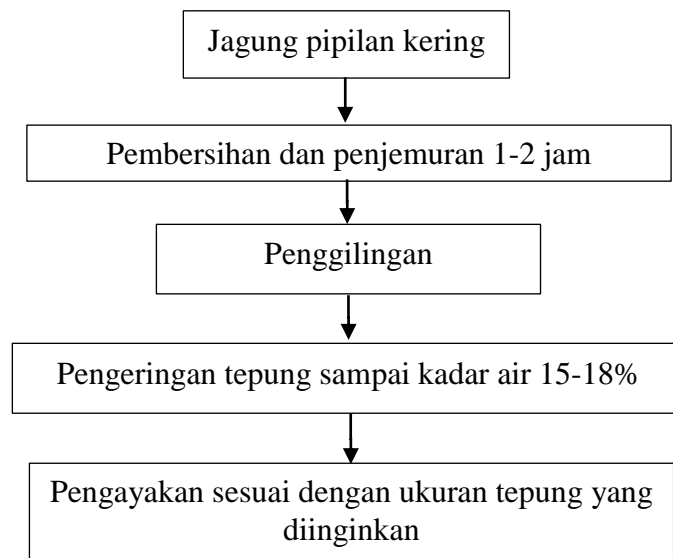 Jagung pipilan kering
Pembersihan dan penjemuran 1-2 jam
Penggilingan
Pengeringan tepung sampai kadar air 15-18%
Pengayakan sesuai dengan ukuran tepung yang
diinginkan